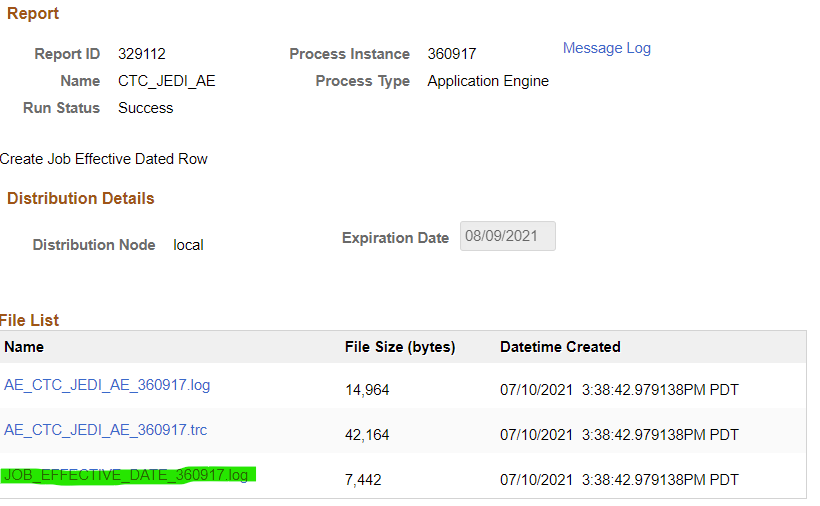 Report
Report ID 329112 Process Instance 360917 Message Log
Name CTC_JEDI_AE Process Type Application Engine
Run Status Success
Create Job Effective Dated Row
Distribution Details
Distribution Node local Expiration Date 08/09/2021
File List
Name File Size (bytes) Datetime Created
AE_CTC_JEDI_AE_360917.log 14,964 07/10/2021 3:38:42.979138PM PDT
AE_CTC_JEDI_AE_360917.trc 42,164 07/10/2021 3:38:42.979138PM PDT
JOB_EFFECTIVE_DATE_360917.log 7,442 07/10/2021 3:38:42.979138PM PDT